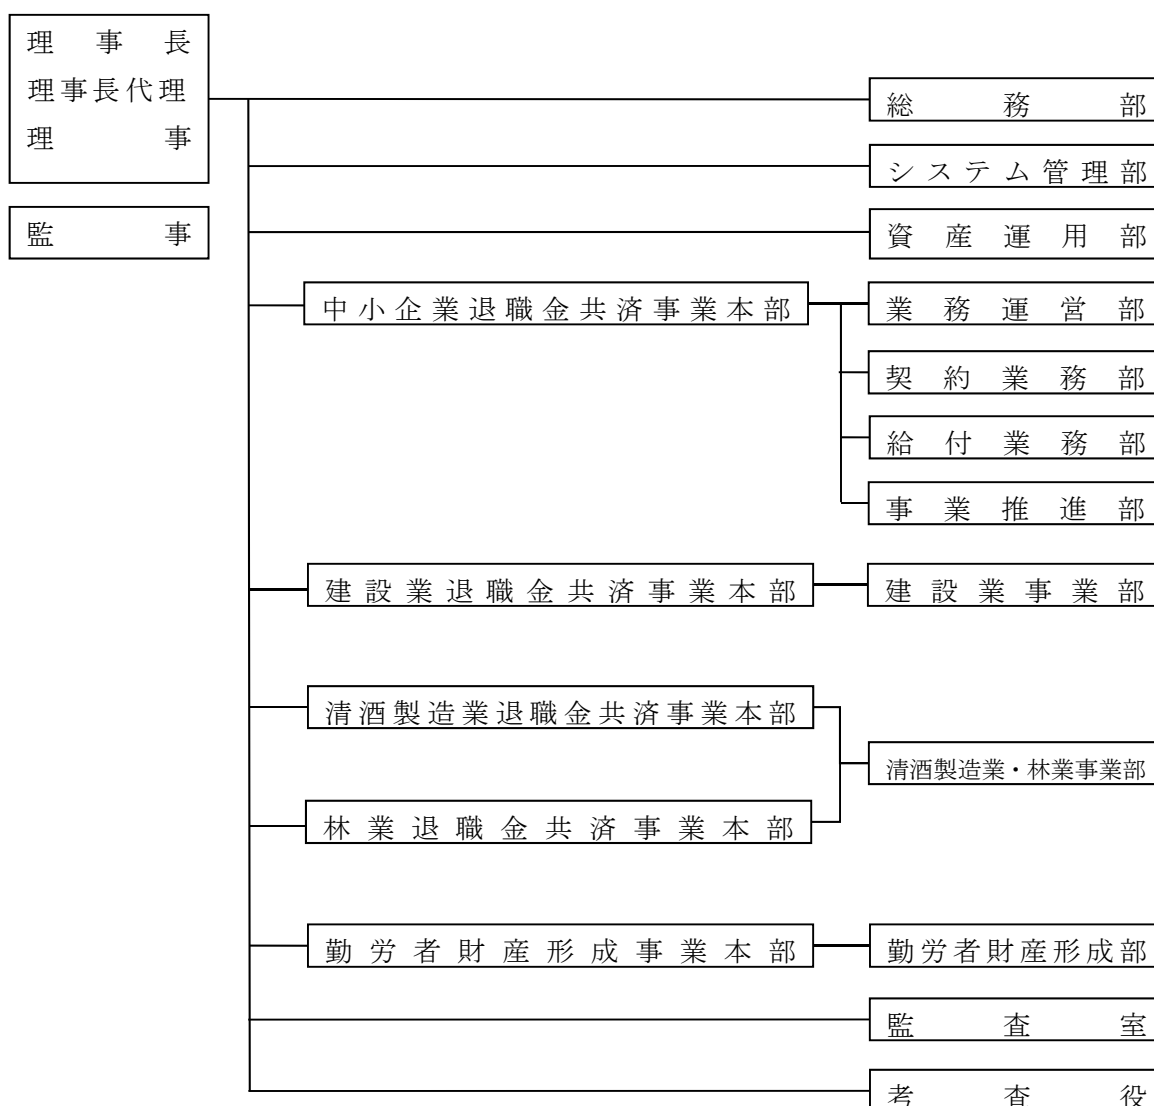 理事長
理事長代理
理事
監事
総務部
システム管理部
資産運用部
中小企業退職金共済事業本部
業務運営部
契約業務部
給付業務部
事業推進部
建設業退職金共済事業本部
建設業事業部
清酒製造業退職金共済事業本部
清酒製造業・林業事業部
林業退職金共済事業本部
勤労者財産形成事業本部
勤労者財産形成部
監査室
考査役